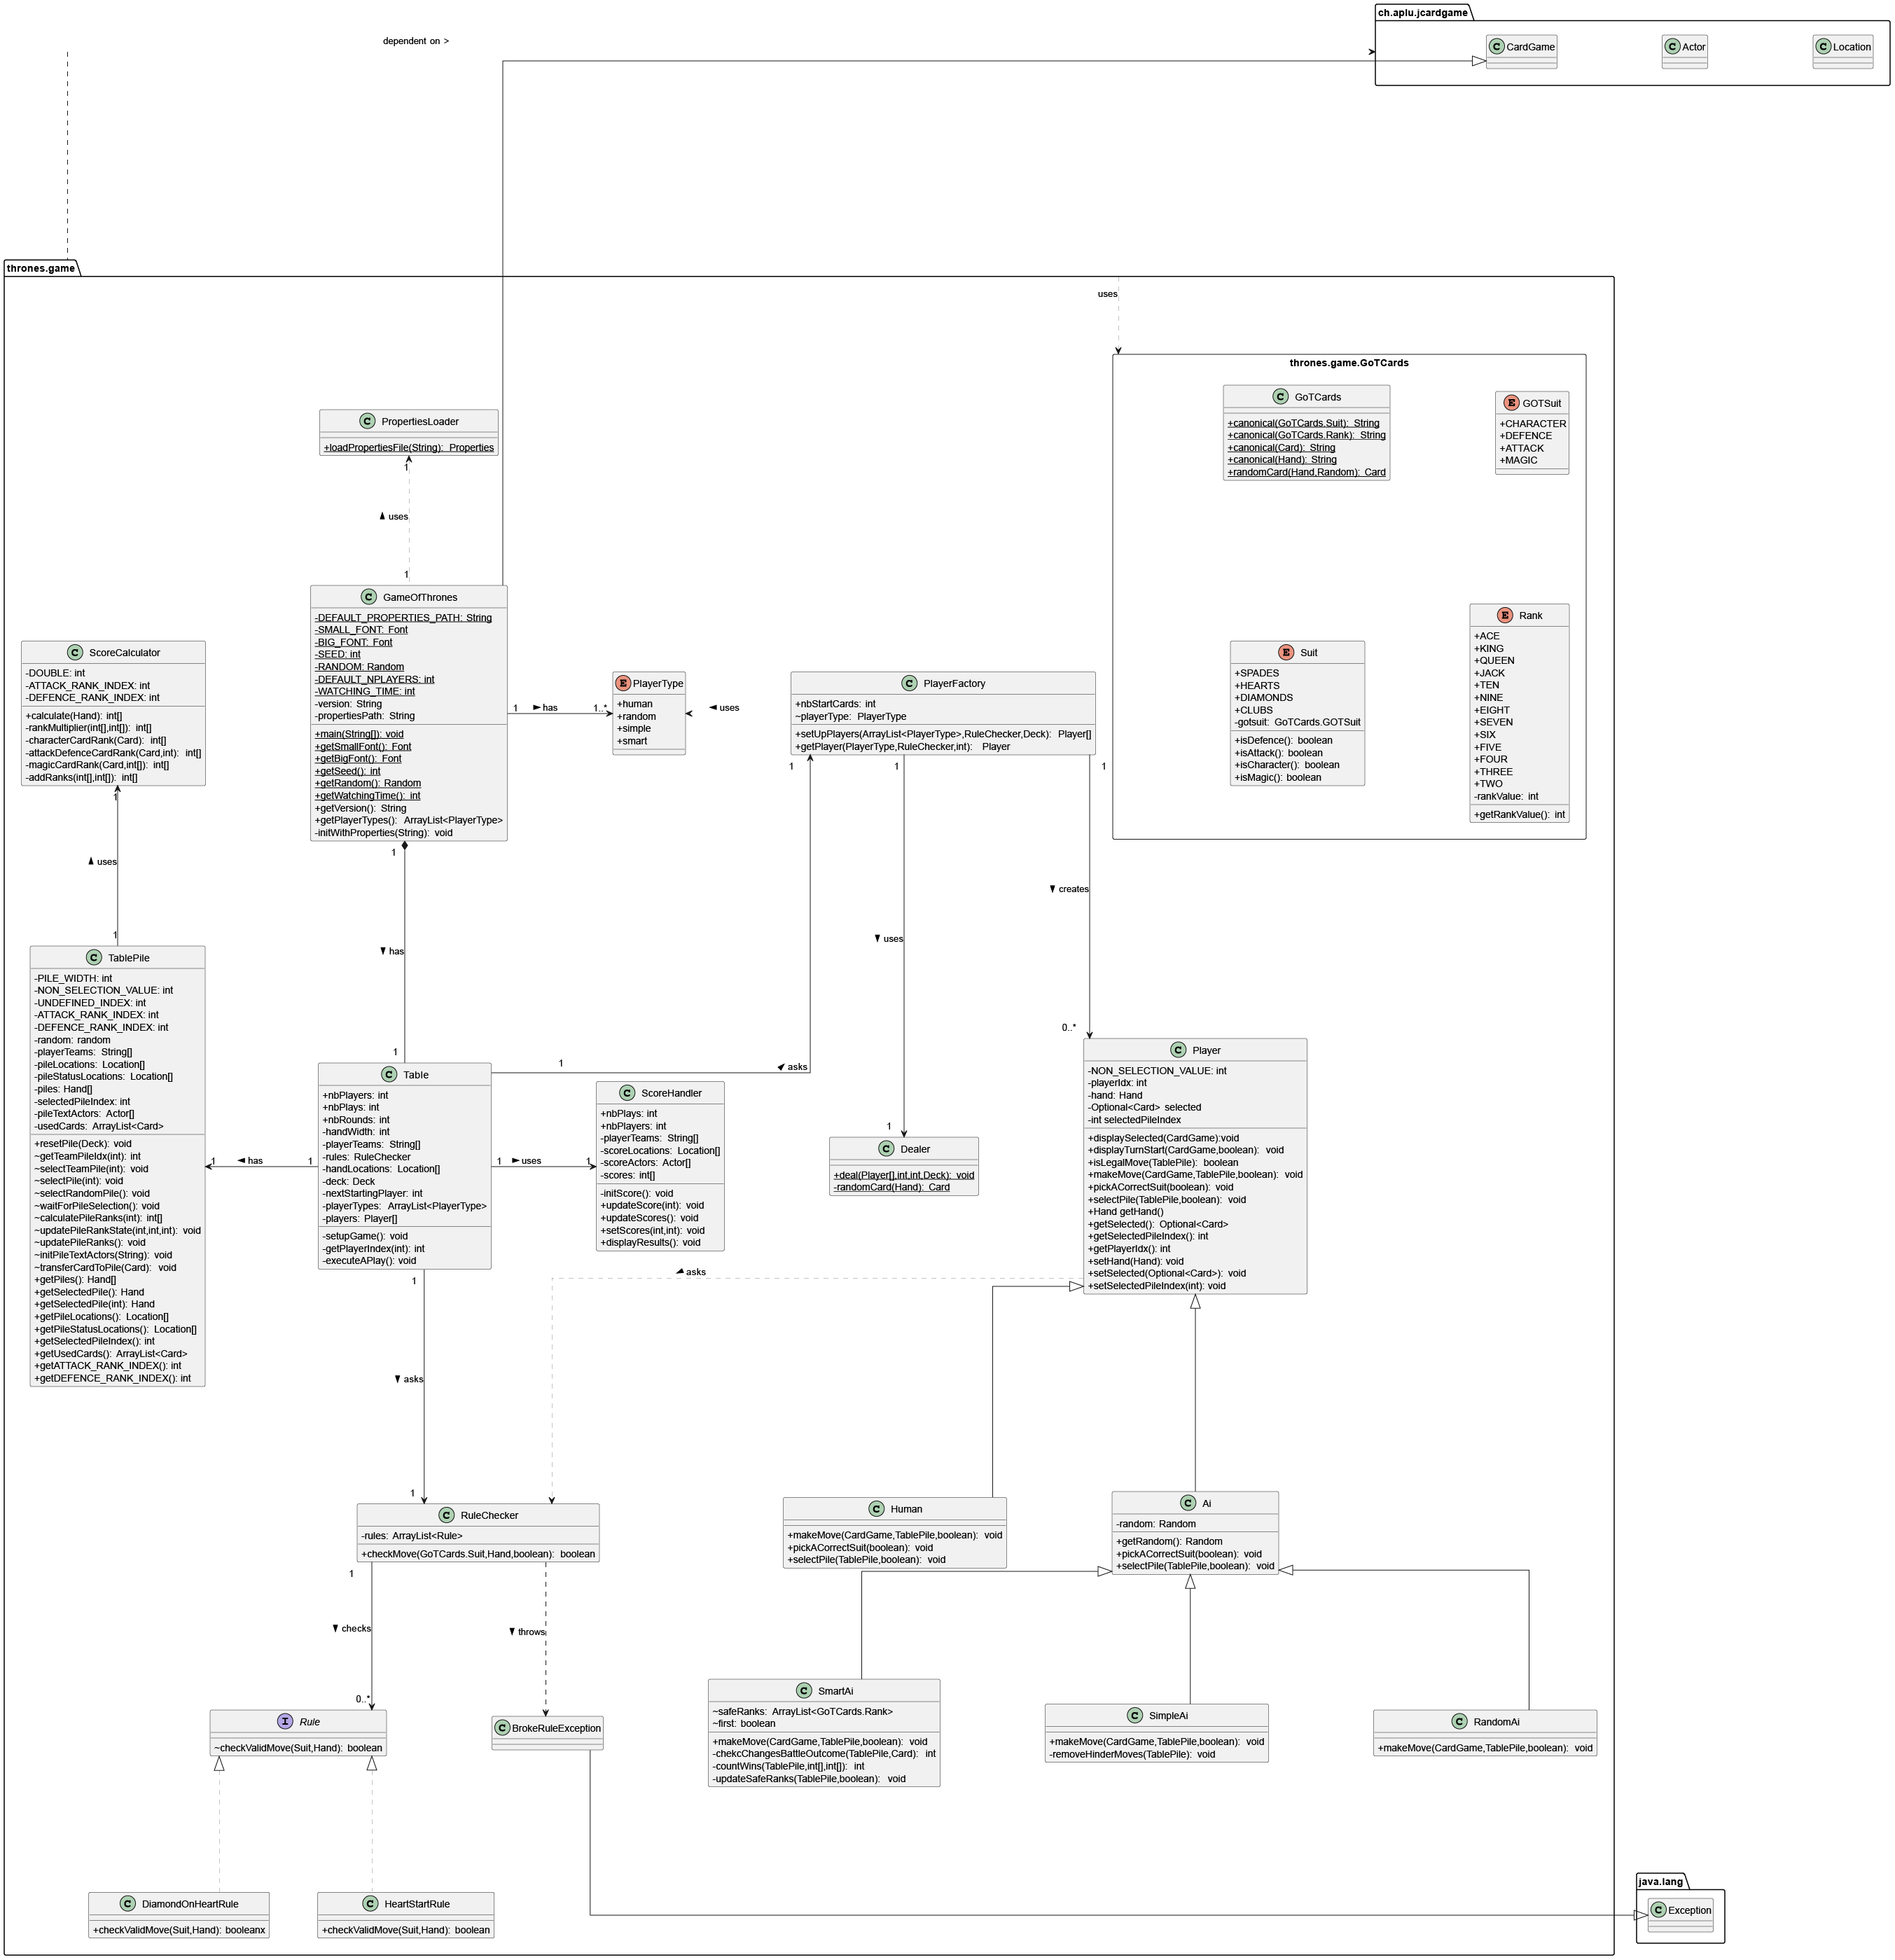 ch.aplu.jcardgame
dependent on >
C CardGame
C Actor
C Location
thrones.game
uses
thrones.game.GoTCards
C GoTCards
+canonical(GoTCards.Suit): String
+canonical(GoTCards.Rank): String
+canonical(Card): String
+canonical(Hand): String
+randomCard(Hand,Random): Card
E GOTSuit
+CHARACTER
+DEFENCE
+ATTACK
+MAGIC
C PropertiesLoader
+loadPropertiesFile(String): Properties
1
uses
1
C GameOfThrones
-DEFAULT_PROPERTIES_PATH: String
-SMALL_FONT: Font
-BIG_FONT: Font
-SEED: int
-RANDOM: Random
-DEFAULT_NPLAYERS: int
-WATCHING_TIME: int
-version: String
-propertiesPath: String
+main(String[]): void
+getSmallFont(): Font
+getBigFont(): Font
+getSeed(): int
+getRandom(): Random
+getWatchingTime(): int
+getVersion(): String
+getPlayerTypes(): ArrayList<PlayerType>
-initWithProperties(String): void
1
has
1..*
E PlayerType
+human
+random
+simple
+smart
uses
C PlayerFactory
+nbStartCards: int
~playerType: PlayerType
+setUpPlayers(ArrayList<PlayerType>,RuleChecker,Deck): Player[]
+getPlayer(PlayerType,RuleChecker,int): Player
1
1
1
E Suit
+SPADES
+HEARTS
+DIAMONDS
+CLUBS
-gotsuit: GoTCards.GOTSuit
+isDefence(): boolean
+isAttack(): boolean
+isCharacter(): boolean
+isMagic(): boolean
E Rank
+ACE
+KING
+QUEEN
+JACK
+TEN
+NINE
+EIGHT
+SEVEN
+SIX
+FIVE
+FOUR
+THREE
+TWO
-rankValue: int
+getRankValue(): int
C ScoreCalculator
-DOUBLE: int
-ATTACK_RANK_INDEX: int
-DEFENCE_RANK_INDEX: int
+calculate(Hand): int[]
-rankMultiplier(int[],int[]): int[]
-characterCardRank(Card): int[]
-attackDefenceCardRank(Card,int): int[]
-magicCardRank(Card,int[]): int[]
-addRanks(int[],int[]): int[]
1
uses
1
1
has
1
uses
creates
0..*
C TablePile
-PILE_WIDTH: int
-NON_SELECTION_VALUE: int
-UNDEFINED_INDEX: int
-ATTACK_RANK_INDEX: int
-DEFENCE_RANK_INDEX: int
-random: random
-playerTeams: String[]
-pileLocations: Location[]
-pileStatusLocations: Location[]
-piles: Hand[]
-selectedPileIndex: int
-pileTextActors: Actor[]
-usedCards: ArrayList<Card>
+resetPile(Deck): void
~getTeamPileIdx(int): int
~selectTeamPile(int): void
~selectPile(int): void
~selectRandomPile(): void
~waitForPileSelection(): void
~calculatePileRanks(int): int[]
~updatePileRankState(int,int,int): void
~updatePileRanks(): void
~initPileTextActors(String): void
~transferCardToPile(Card): void
+getPiles(): Hand[]
+getSelectedPile(): Hand
+getSelectedPile(int): Hand
+getPileLocations(): Location[]
+getPileStatusLocations(): Location[]
+getSelectedPileIndex(): int
+getUsedCards(): ArrayList<Card>
+getATTACK_RANK_INDEX(): int
+getDEFENCE_RANK_INDEX(): int
1
has
1
C Table
+nbPlayers: int
+nbPlays: int
+nbRounds: int
-handWidth: int
-playerTeams: String[]
-rules: RuleChecker
-handLocations: Location[]
-deck: Deck
-nextStartingPlayer: int
-playerTypes: ArrayList<PlayerType>
-players: Player[]
-setupGame(): void
-getPlayerIndex(int): int
-executeAPlay(): void
1
asks
1
uses
1
C ScoreHandler
+nbPlays: int
+nbPlayers: int
-playerTeams: String[]
-scoreLocations: Location[]
-scoreActors: Actor[]
-scores: int[]
-initScore(): void
+updateScore(int): void
+updateScores(): void
+setScores(int,int): void
+displayResults(): void
1
C Dealer
+deal(Player[],int,int,Deck): void
-randomCard(Hand): Card
C Player
-NON_SELECTION_VALUE: int
-playerIdx: int
-hand: Hand
-Optional<Card> selected
-int selectedPileIndex
+displaySelected(CardGame):void
+displayTurnStart(CardGame,boolean): void
+isLegalMove(TablePile): boolean
+makeMove(CardGame,TablePile,boolean): void
+pickACorrectSuit(boolean): void
+selectPile(TablePile,boolean): void
+Hand getHand()
+getSelected(): Optional<Card>
+getSelectedPileIndex(): int
+getPlayerIdx(): int
+setHand(Hand): void
+setSelected(Optional<Card>): void
+setSelectedPileIndex(int): void
asks
1
asks
1
C RuleChecker
-rules: ArrayList<Rule>
+checkMove(GoTCards.Suit,Hand,boolean): boolean
C Human
+makeMove(CardGame,TablePile,boolean): void
+pickACorrectSuit(boolean): void
+selectPile(TablePile,boolean): void
C Ai
-random: Random
+getRandom(): Random
+pickACorrectSuit(boolean): void
+selectPile(TablePile,boolean): void
1
checks
0..*
throws
I Rule
~checkValidMove(Suit,Hand): boolean
C BrokeRuleException
C SmartAi
~safeRanks: ArrayList<GoTCards.Rank>
~first: boolean
+makeMove(CardGame,TablePile,boolean): void
-chekcChangesBattleOutcome(TablePile,Card): int
-countWins(TablePile,int[],int[]): int
-updateSafeRanks(TablePile,boolean): void
C SimpleAi
+makeMove(CardGame,TablePile,boolean): void
-removeHinderMoves(TablePile): void
C RandomAi
+makeMove(CardGame,TablePile,boolean): void
C DiamondOnHeartRule
+checkValidMove(Suit,Hand): booleanx
C HeartStartRule
+checkValidMove(Suit,Hand): boolean
java.lang
C Exception